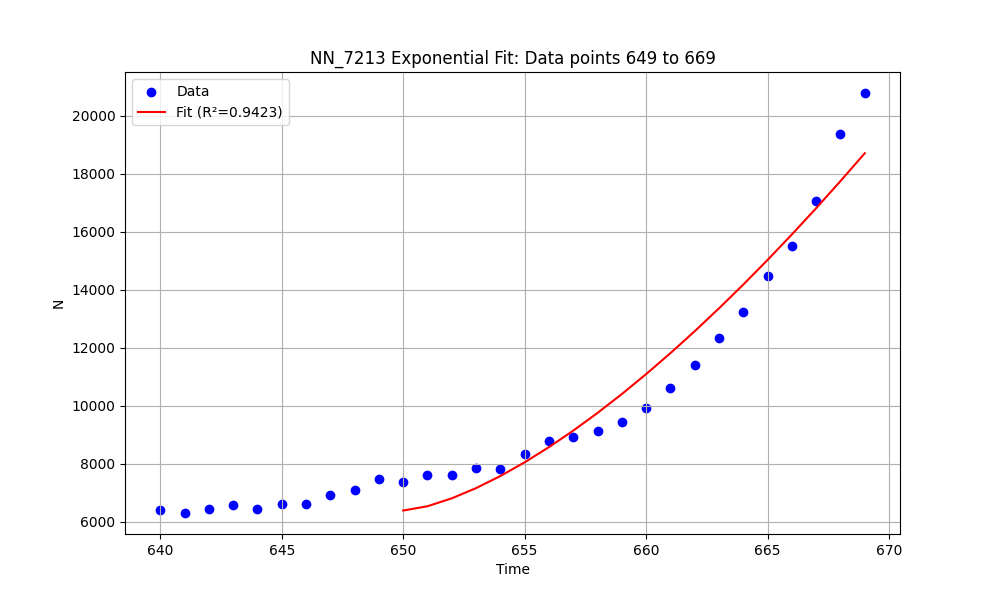 NN_7213 Exponential Fit: Data points 649 to 669
Data
Fit (R²=0.9423)
20000
18000
16000
14000
12000
10000
8000
6000
N
640 645 650 655 660 665 670
Time